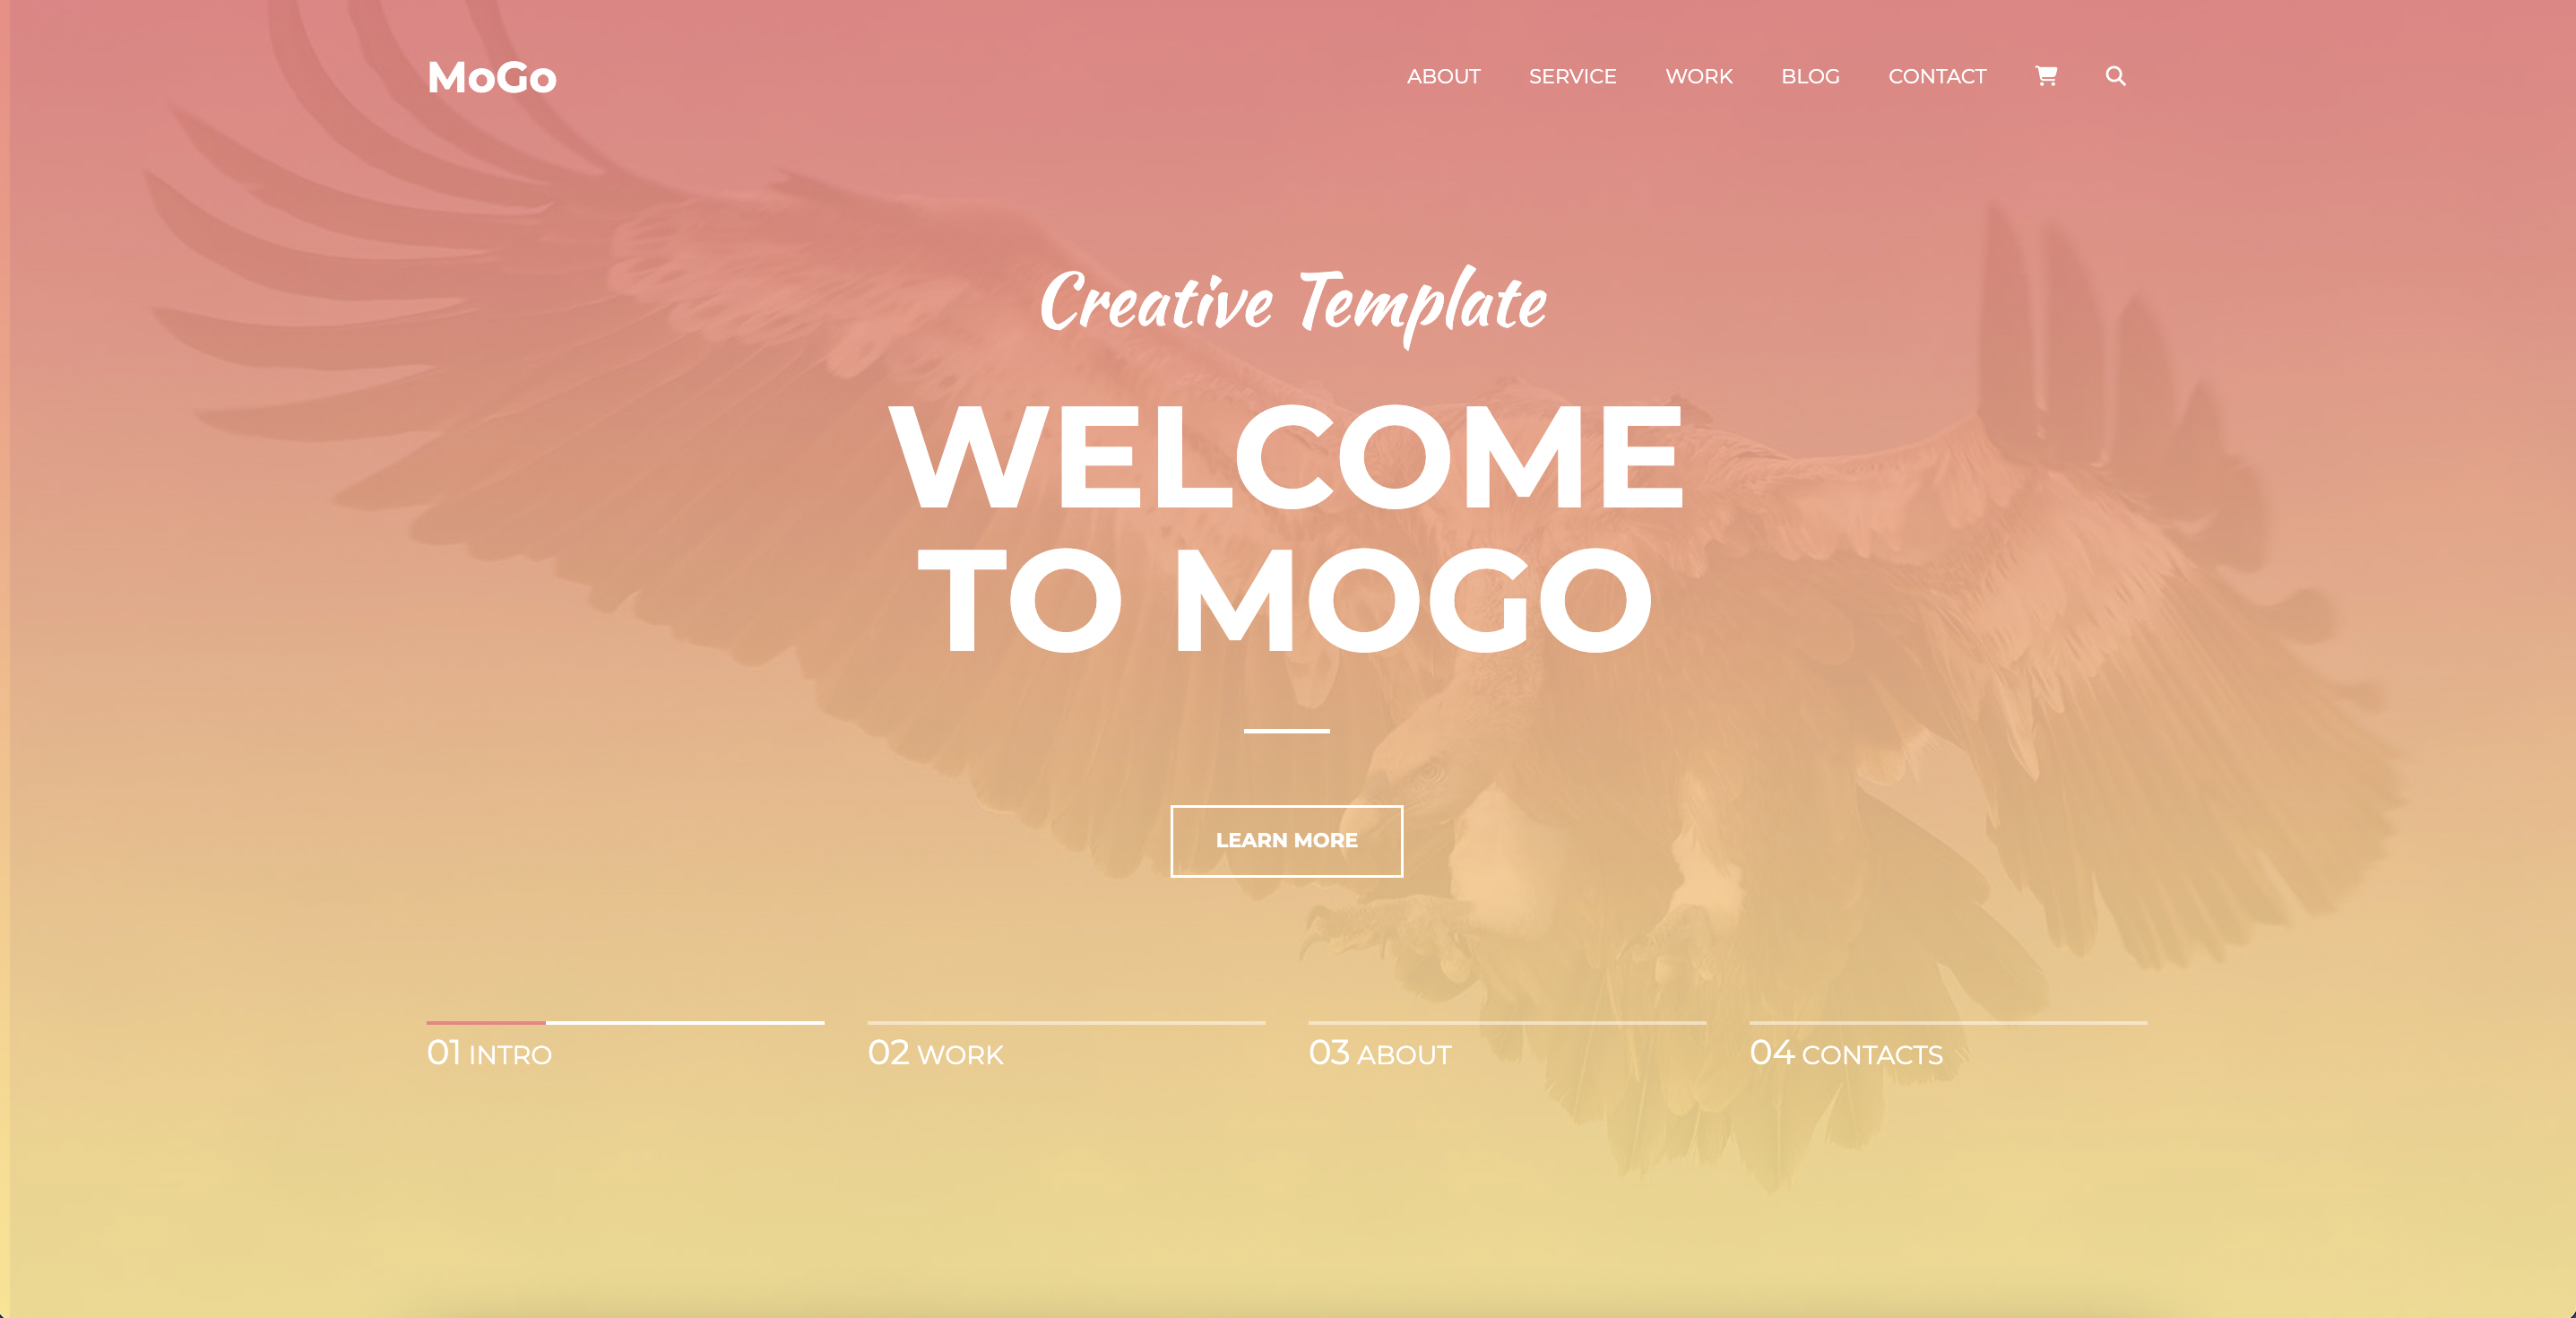 MoGo
ABOUT SERVICE WORK BLOG CONTACT
Creative Template
WELCOME
TO MOGO
LEARN MORE
01 INTRO
02 WORK
03 ABOUT
04 CONTACTS